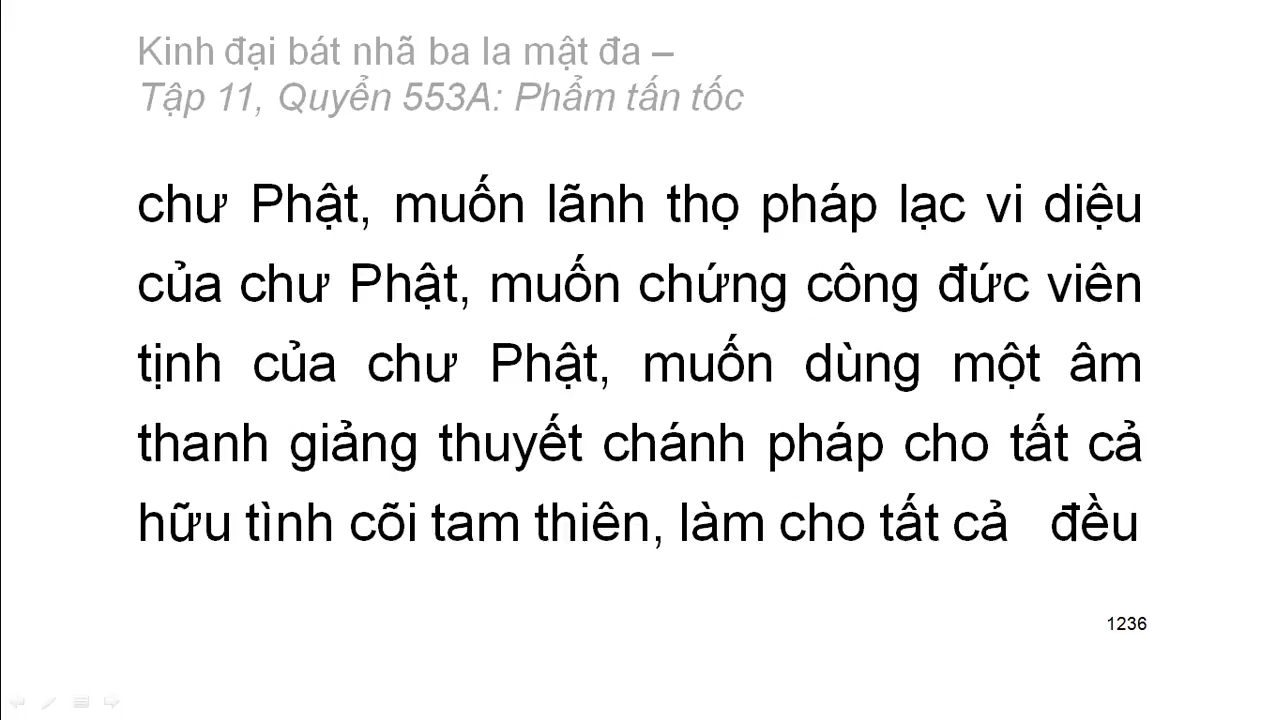 Kinh đại bát nhã ba la mật đa –
Tập 11, Quyển 553A: Phẩm tấn tốc
chư Phật, muốn lãnh thọ pháp lạc vi diệu
của chư Phật, muốn chứng công đức viên
tịnh của chư Phật, muốn dùng một âm
thanh giảng thuyết chánh pháp cho tất cả
hữu tình cõi tam thiên, làm cho tất cả đều
1236